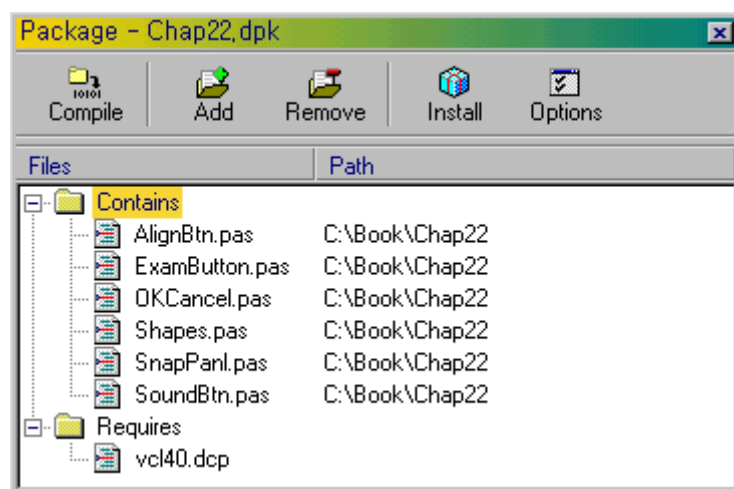 Package - Chap22.dpk
Compile Add Remove Install Options
Files Path
Contains
AlignBtn.pas C:\Book\Chap22
ExamButton.pas C:\Book\Chap22
OKCancel.pas C:\Book\Chap22
Shapes.pas C:\Book\Chap22
SnapPanl.pas C:\Book\Chap22
SoundBtn.pas C:\Book\Chap22
Requires
vcl40.dcp